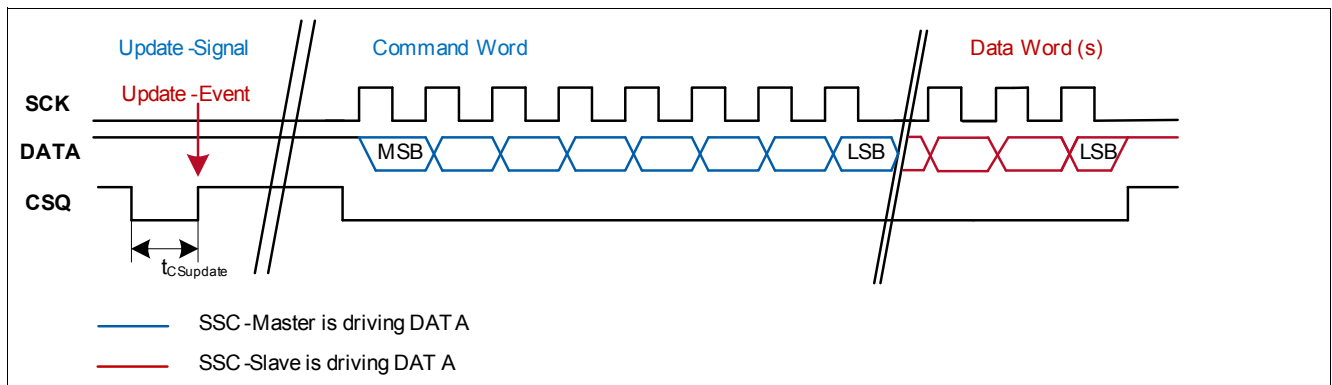 Update -Signal Command Word Data Word (s)
SCK Update -Event
DATA MSB LSB LSB
CSQ
tCSupdate
SSC -Master is driving DAT A
SSC -Slave is driving DAT A